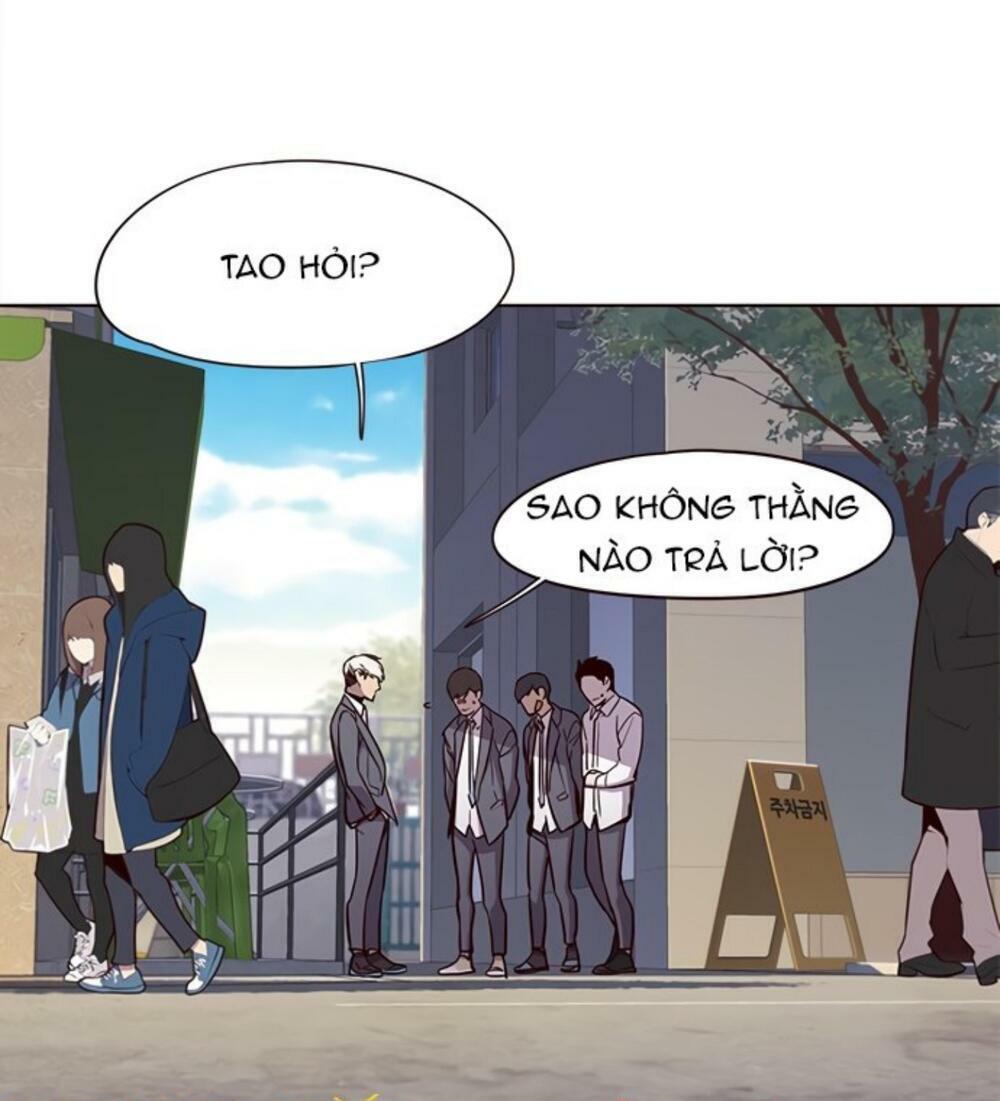 TAO HỎI?
SAO KHÔNG THẰNG
NÀO TRẢ LỜI?
주차금지